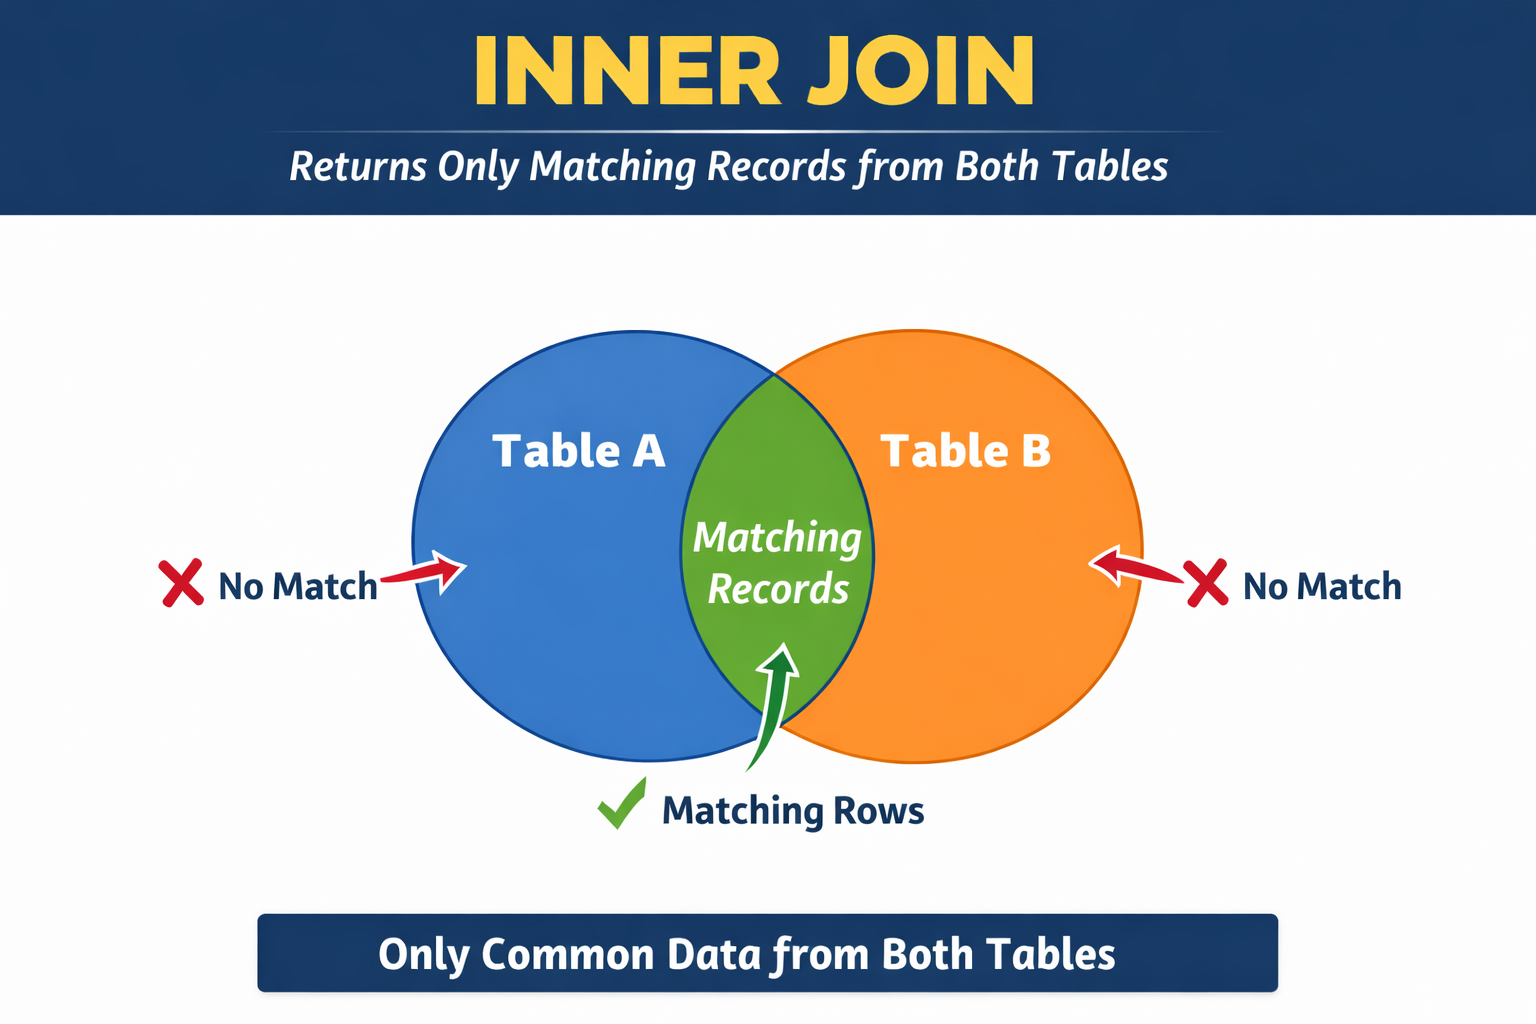 INNER JOIN
Returns Only Matching Records from Both Tables
Table A
Table B
Matching
Records
No Match
No Match
Matching Rows
Only Common Data from Both Tables